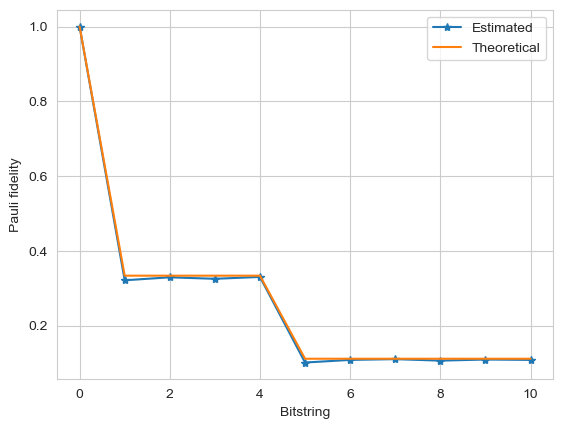 Estimated
Theoretical
Pauli fidelity
1.0
0.8
0.6
0.4
0.2
0 2 4 6 8 10
Bitstring